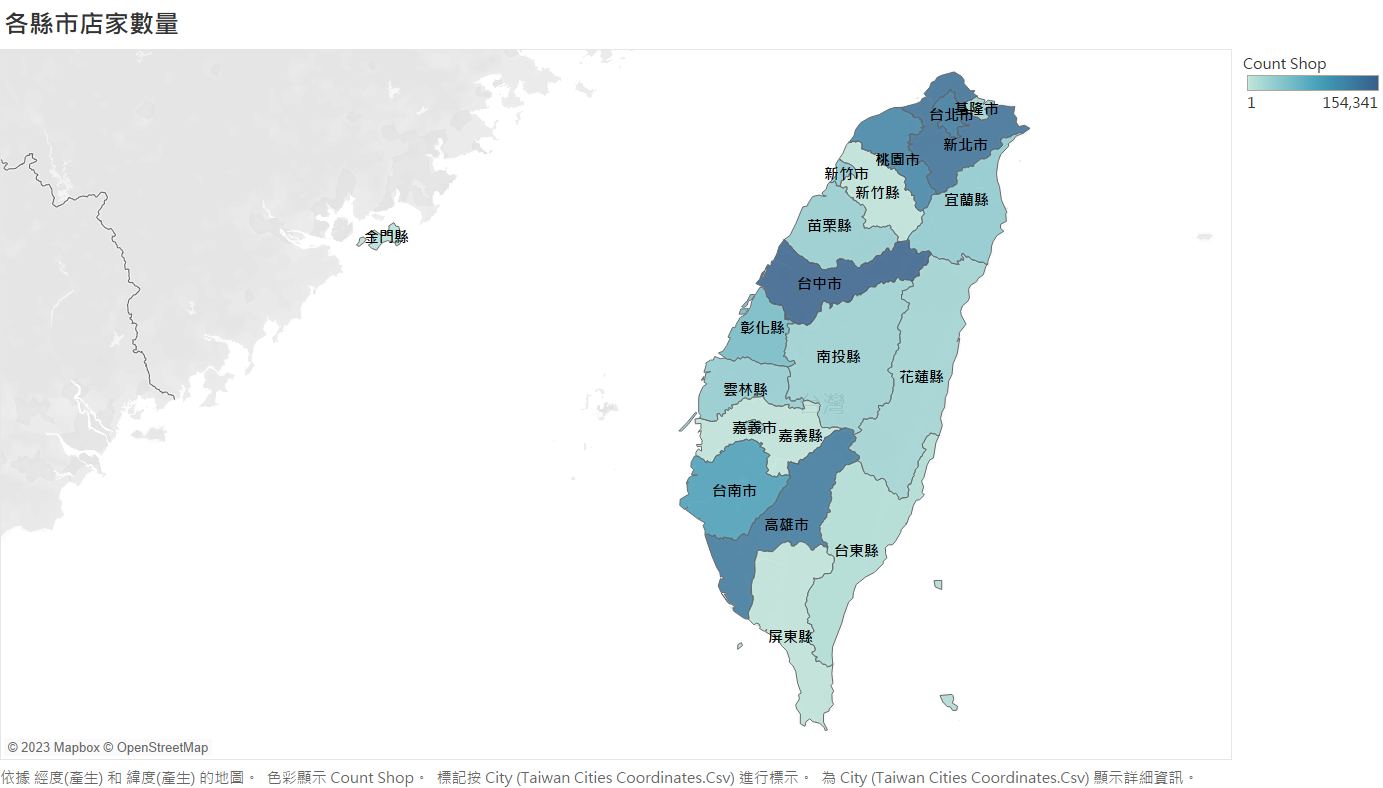 各縣市店家數量
Count Shop
1 154,341
基隆市
台北市
新北市
桃園市
新竹市
新竹縣
宜蘭縣
苗栗縣
金門縣
台中市
彰化縣
南投縣
花蓮縣
雲林縣
台灣
嘉義市
嘉義縣
台南市
高雄市
台東縣
屏東縣
© 2023 Mapbox © OpenStreetMap
依據 經度(產生) 和 緯度(產生) 的地圖。 色彩顯示 Count Shop。 標記按 City (Taiwan Cities Coordinates.Csv) 進行標示。 為 City (Taiwan Cities Coordinates.Csv) 顯示詳細資訊。